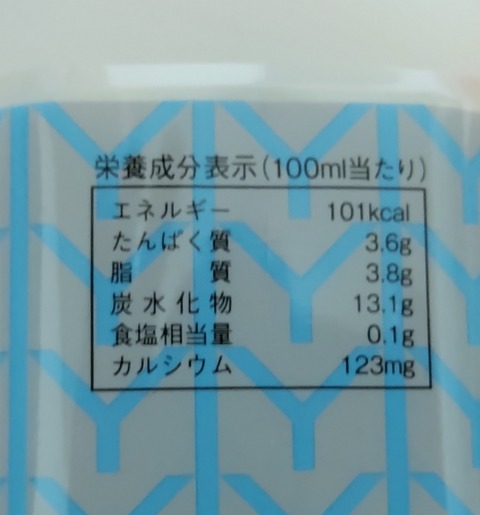 栄養成分表示(100ml当たり)
エネルギー 101kcal
たんぱく質 3.6g
脂質 3.8g
炭水化物 13.1g
食塩相当量 0.1g
カルシウム 123mg